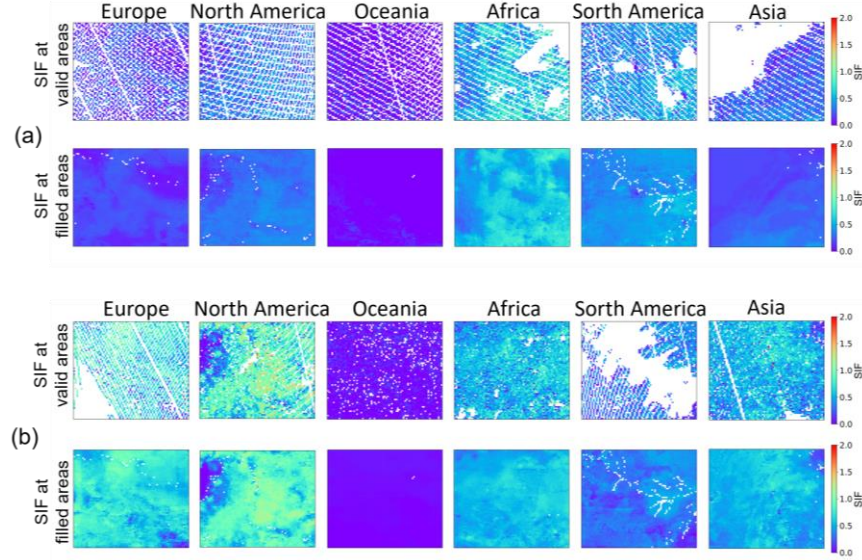 Europe North America Oceania Africa Sorth America Asia
(a)
SIF at
valid areas
2.0
1.5
1.0
0.5
0.0
SIF
SIF at
filled areas
2.0
1.5
1.0
0.5
0.0
SIF
Europe North America Oceania Africa Sorth America Asia
(b)
SIF at
valid areas
2.0
1.5
1.0
0.5
0.0
SIF
SIF at
filled areas
2.0
1.5
1.0
0.5
0.0
SIF